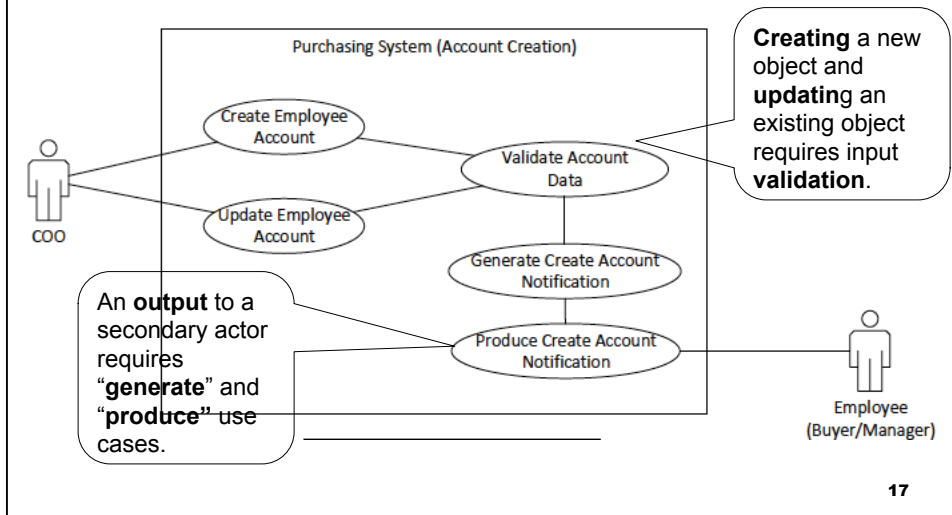 Purchasing System (Account Creation)
Creating a new
object and
updating an
existing object
requires input
validation.
Create Employee
Account
Validate Account
Data
COO
Update Employee
Account
Generate Create Account
Notification
An output to a
secondary actor
requires
“generate” and
“produce” use
cases.
Produce Create Account
Notification
Employee
(Buyer/Manager)
17